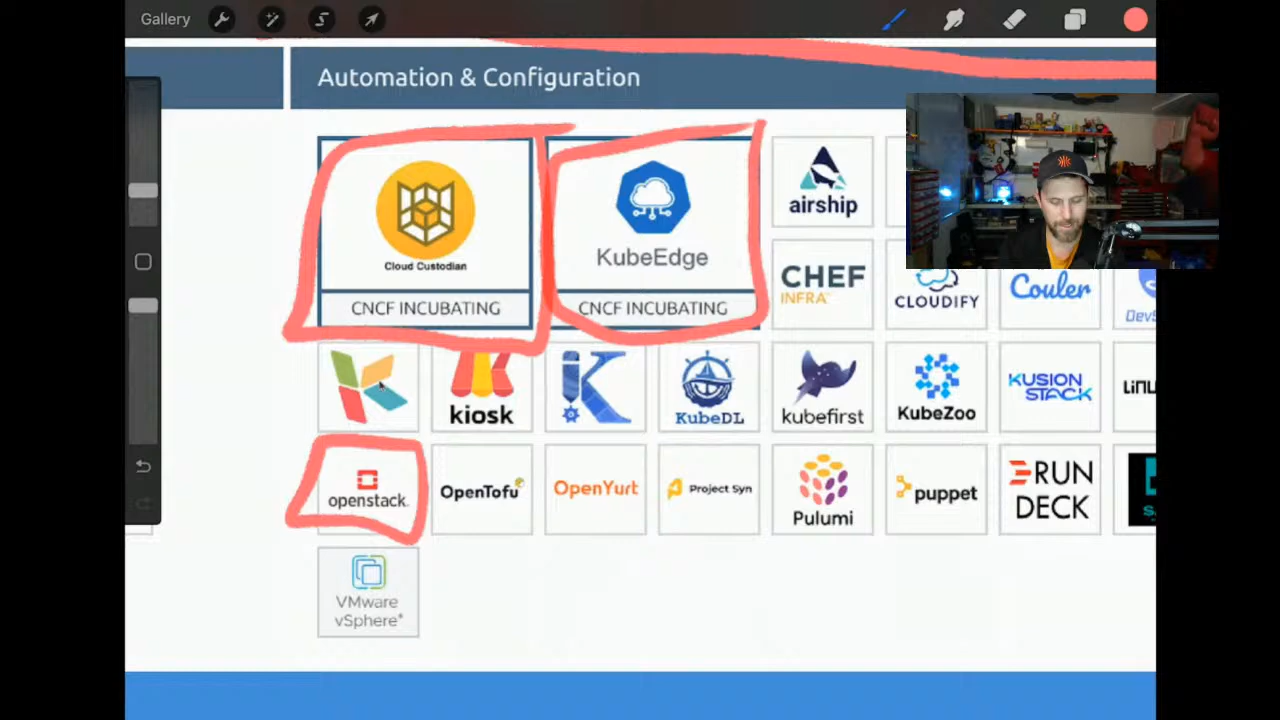 Gallery
Automation & Configuration
Cloud Custodian
CNCF INCUBATING
KubeEdge
CNCF INCUBATING
airship
CHEF
INFRA™
CLOUDIFY
Couler
kiosk
KubeDL
kubefirst
KubeZoo
KUSION
STACK
openstack.
OpenTofu
OpenYurt
Project Syn
Pulumi
puppet
RUN
DECK
VMware
vSphere®